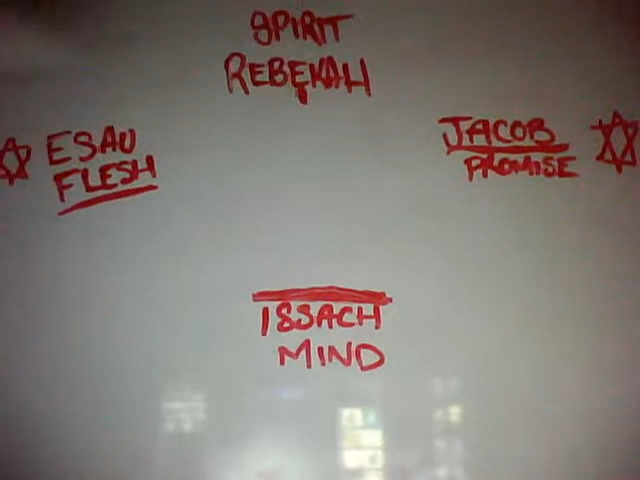 SPIRIT
REBEKAH
ESAU
FLESH
JACOB
PROMISE
ISSACH
MIND